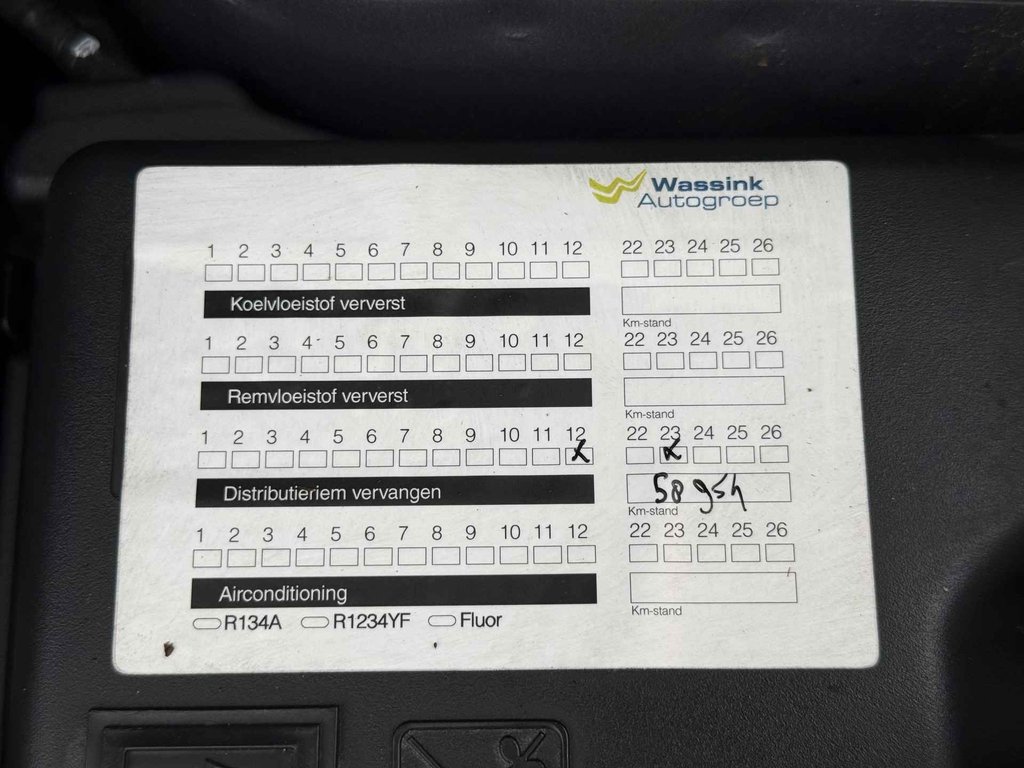 Wassink
Autogroep
1 2 3 4 5 6 7 8 9 10 11 12 22 23 24 25 26
Koelvloeistof ververst
Km-stand
1 2 3 4 5 6 7 8 9 10 11 12 22 23 24 25 26
Remvloeistof ververst
Km-stand
1 2 3 4 5 6 7 8 9 10 11 12 22 23 24 25 26
x x
Distributieriem vervangen 58954
Km-stand
1 2 3 4 5 6 7 8 9 10 11 12 22 23 24 25 26
Airconditioning
Km-stand
R134A R1234YF Fluor